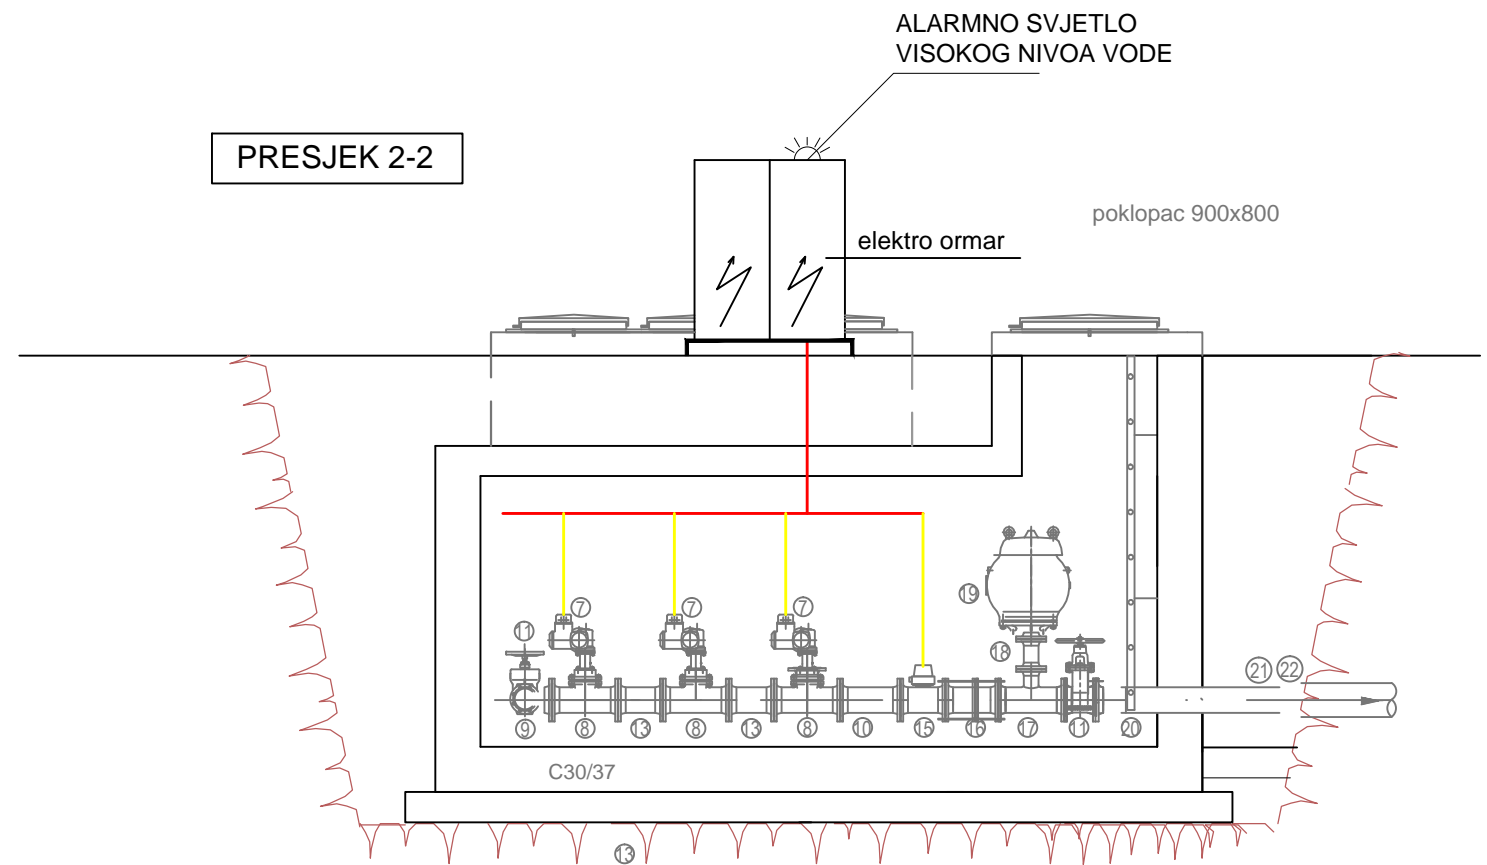 ALARMNO SVJETLO
VISOKOG NIVOA VODE
PRESJEK 2-2
poklopac 900x800
elektro ormar
19
7 7 7
11
18
21 22
9 8 13 8 13 8 10 15 16 17 11 20
C30/37
13